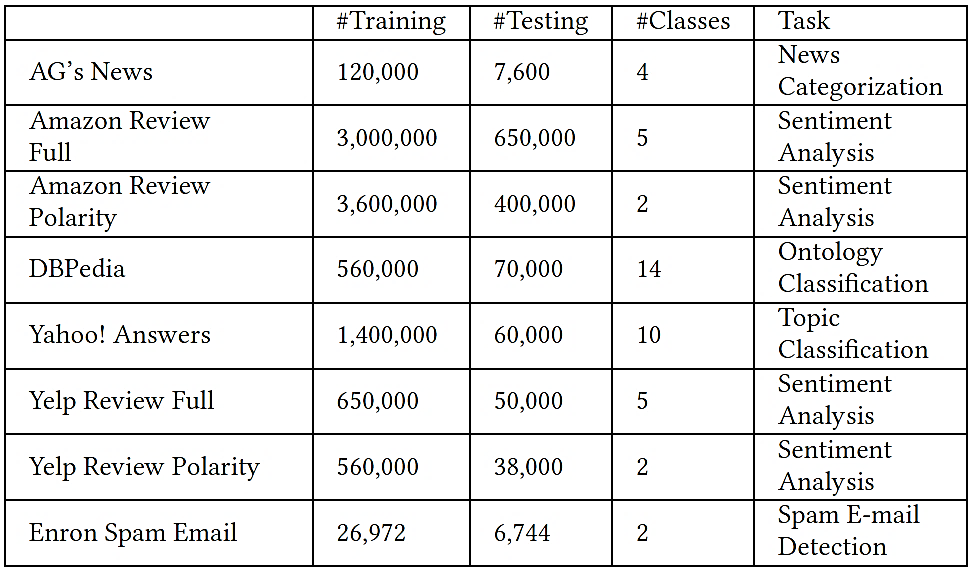 #Training #Testing #Classes Task
AG's News 120,000 7,600 4 News
Categorization
Amazon Review
Full 3,000,000 650,000 5 Sentiment
Analysis
Amazon Review
Polarity 3,600,000 400,000 2 Sentiment
Analysis
DBPedia 560,000 70,000 14 Ontology
Classification
Yahoo! Answers 1,400,000 60,000 10 Topic
Classification
Yelp Review Full 650,000 50,000 5 Sentiment
Analysis
Yelp Review Polarity 560,000 38,000 2 Sentiment
Analysis
Enron Spam Email 26,972 6,744 2 Spam E-mail
Detection